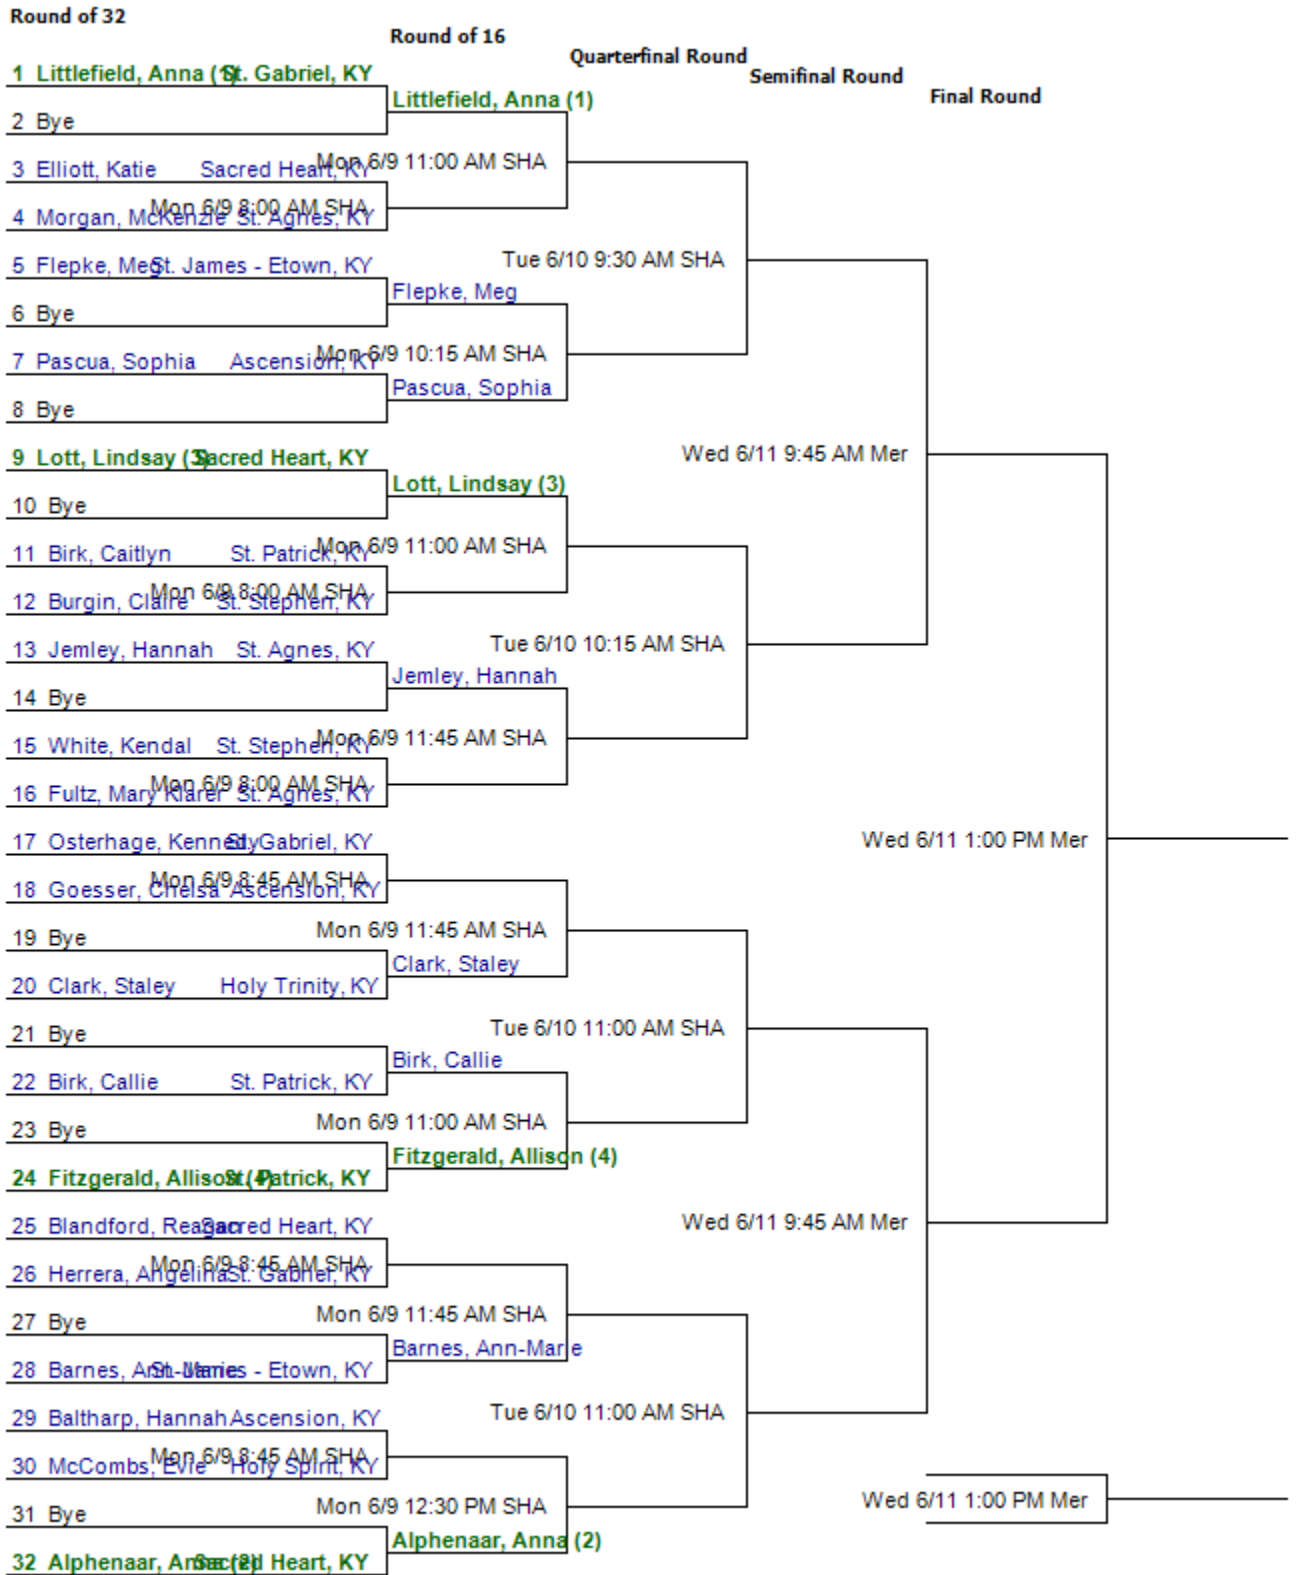 Round of 32
Round of 16
Quarterfinal Round
Semifinal Round
Final Round
1 Littlefield, Anna (1) St. Gabriel, KY
Littlefield, Anna (1)
2 Bye
Mon 6/9 11:00 AM SHA
3 Elliott, Katie Sacred Heart, KY
Mon 6/9 8:00 AM SHA
4 Morgan, McKenzie St. Agnes, KY
Tue 6/10 9:30 AM SHA
5 Flepke, Meg St. James - Etown, KY
Flepke, Meg
6 Bye
Mon 6/9 10:15 AM SHA
7 Pascua, Sophia Ascension, KY
Pascua, Sophia
8 Bye
Wed 6/11 9:45 AM Mer
9 Lott, Lindsay (3) Sacred Heart, KY
Lott, Lindsay (3)
10 Bye
Mon 6/9 11:00 AM SHA
11 Birk, Caitlyn St. Patrick, KY
Mon 6/9 8:00 AM SHA
12 Burgin, Claire St. Stephen, KY
Tue 6/10 10:15 AM SHA
13 Jemley, Hannah St. Agnes, KY
Jemley, Hannah
14 Bye
Mon 6/9 11:45 AM SHA
15 White, Kendal St. Stephen, KY
Mon 6/9 8:00 AM SHA
16 Fultz, Mary Klarer St. Agnes, KY
Wed 6/11 1:00 PM Mer
17 Osterhage, Kennedy St. Gabriel, KY
Mon 6/9 8:45 AM SHA
18 Goesser, Chelsa Ascension, KY
Mon 6/9 11:45 AM SHA
19 Bye
Clark, Staley
20 Clark, Staley Holy Trinity, KY
Tue 6/10 11:00 AM SHA
21 Bye
Birk, Callie
22 Birk, Callie St. Patrick, KY
Mon 6/9 11:00 AM SHA
23 Bye
Fitzgerald, Allison (4)
24 Fitzgerald, Allison (4) St. Patrick, KY
Wed 6/11 9:45 AM Mer
25 Blandford, Reagan Sacred Heart, KY
Mon 6/9 8:45 AM SHA
26 Herrera, Angelina St. Gabriel, KY
Mon 6/9 11:45 AM SHA
27 Bye
Barnes, Ann-Marie
28 Barnes, Ann-Marie St. James - Etown, KY
Tue 6/10 11:00 AM SHA
29 Baltharp, Hannah Ascension, KY
Mon 6/9 8:45 AM SHA
30 McCombs, Evie Holy Spirit, KY
Wed 6/11 1:00 PM Mer
Mon 6/9 12:30 PM SHA
31 Bye
Alphenaar, Anna (2)
32 Alphenaar, Anna (2) Sacred Heart, KY